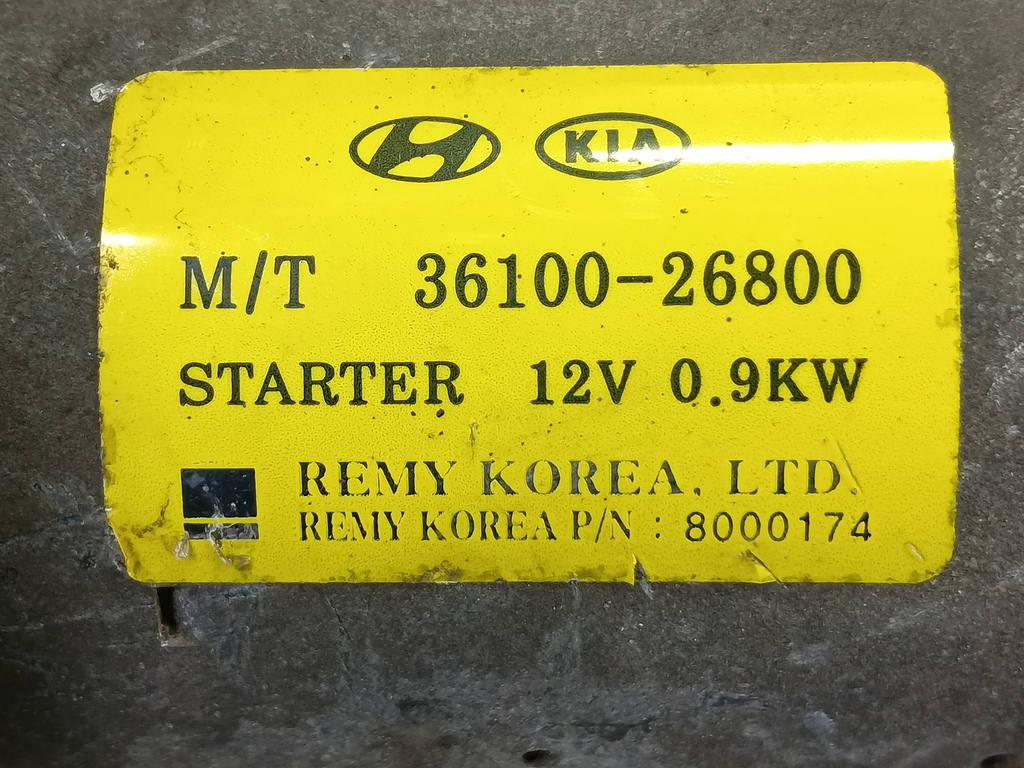 KIA
M/T 36100-26800
STARTER 12V 0.9KW
REMY KOREA, LTD.
REMY KOREA P/N : 8000174